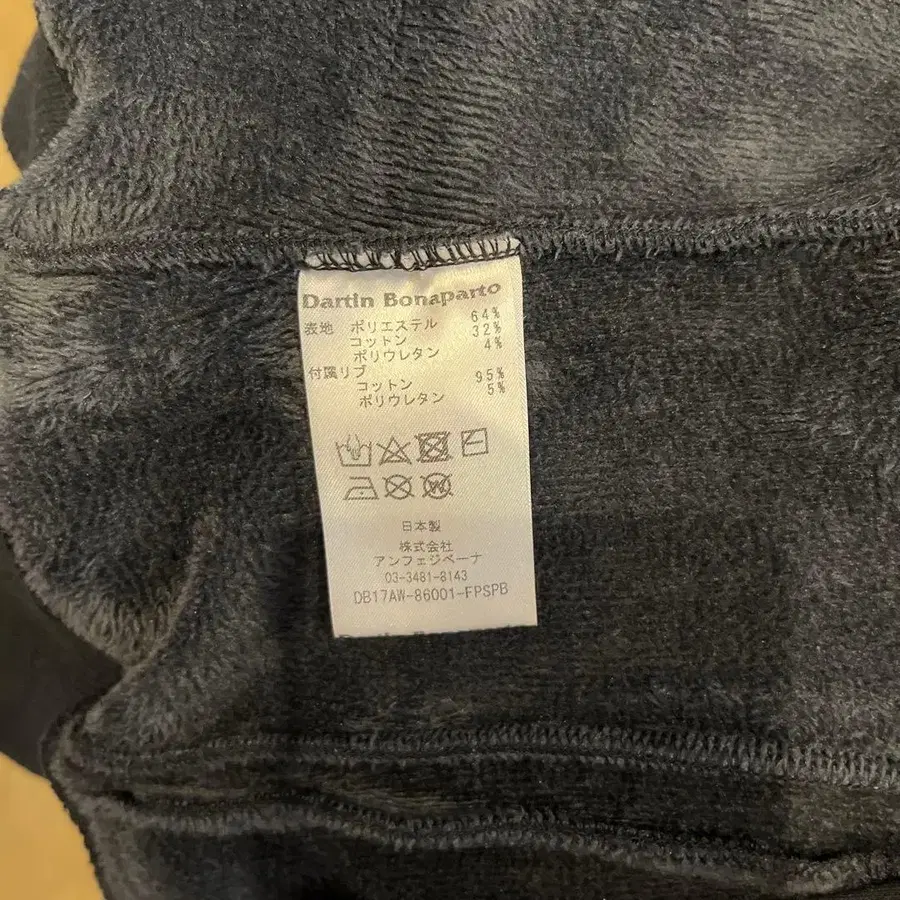 Dartin Bonaparto
表地 ポリエステル 64%
コットン 32%
ポリウレタン 4%
付属リブ
コットン 95%
ポリウレタン 5%
日本製
株式会社
アンフェジベーナ
03-3481-8143
DB17AW-86001-FPSPB